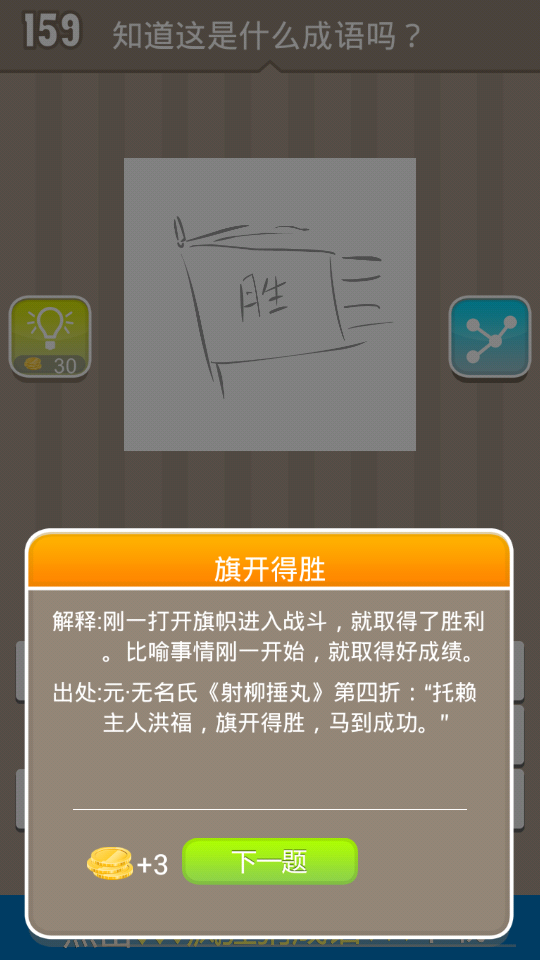 159 知道这是什么成语吗？
胜
30
旗开得胜
解释:刚一打开旗帜进入战斗，就取得了胜利
。比喻事情刚一开始，就取得好成绩。
出处:元·无名氏《射柳捶丸》第四折：“托赖
主人洪福，旗开得胜，马到成功。”
+3 下一题